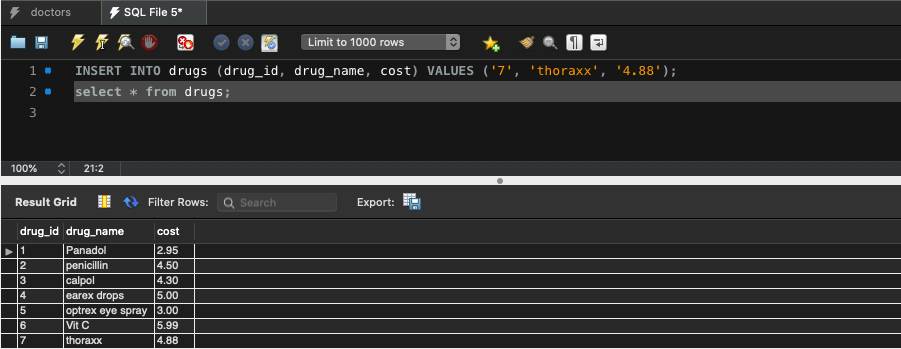 doctors SQL File 5*
Limit to 1000 rows
1 INSERT INTO drugs (drug_id, drug_name, cost) VALUES ('7', 'thoraxx', '4.88');
2 select * from drugs;
3
100% 21:2
Result Grid Filter Rows: Search Export:
drug_id drug_name cost
1 Panadol 2.95
2 penicillin 4.50
3 calpol 4.30
4 earex drops 5.00
5 optrex eye spray 3.00
6 Vit C 5.99
7 thoraxx 4.88